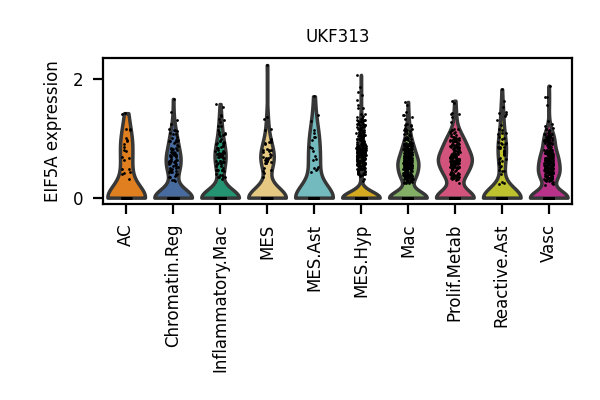 UKF313
EIF5A expression
2
0
AC
Chromatin.Reg
Inflammatory.Mac
MES
MES.Ast
MES.Hyp
Mac
Prolif.Metab
Reactive.Ast
Vasc